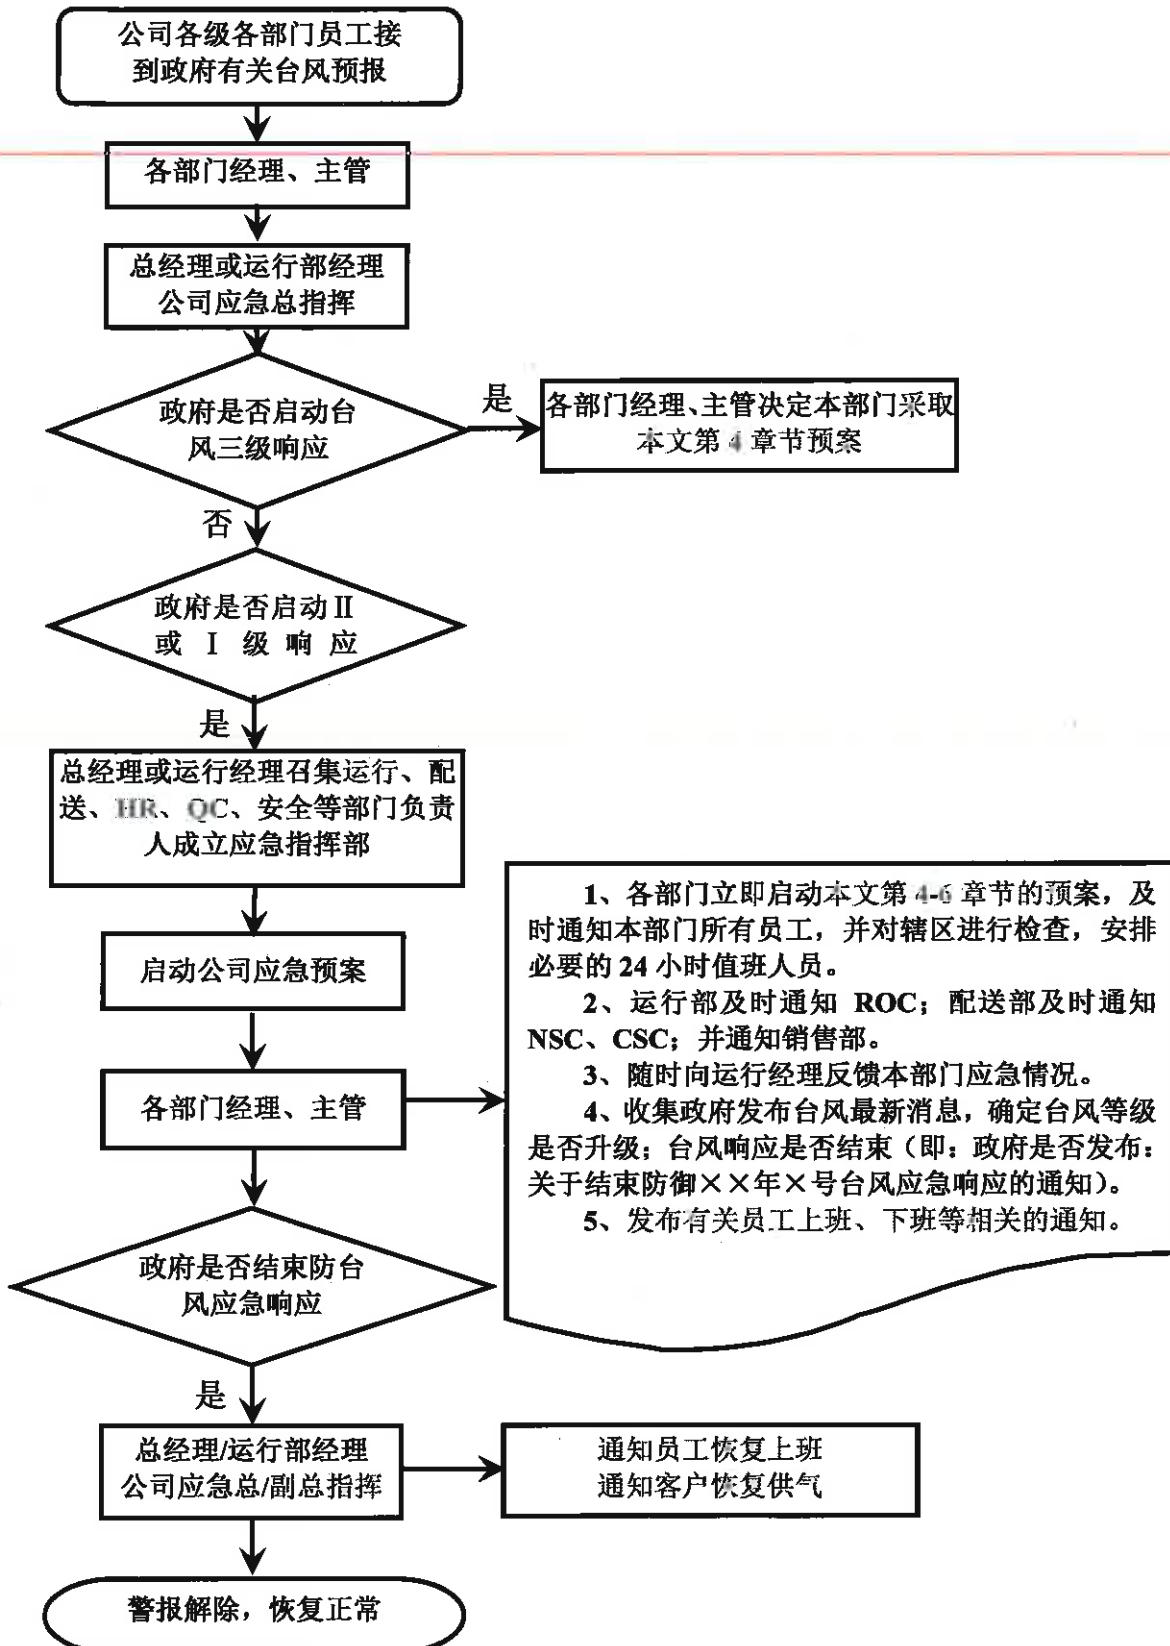 公司各级各部门员工接
到政府有关台风预报
各部门经理、主管
总经理或运行部经理
公司应急总指挥
政府是否启动台
风三级响应
是
各部门经理、主管决定本部门采取
本文第 4 章节预案
否
政府是否启动Ⅱ
或Ⅰ级响应
是
总经理或运行经理召集运行、配
送、HR、QC、安全等部门负责
人成立应急指挥部
启动公司应急预案
各部门经理、主管
1、各部门立即启动本文第 4-6 章节的预案，及
时通知本部门所有员工，并对辖区进行检查，安排
必要的 24 小时值班人员。
2、运行部及时通知 ROC；配送部及时通知
NSC、CSC；并通知销售部。
3、随时向运行经理反馈本部门应急情况。
4、收集政府发布台风最新消息，确定台风等级
是否升级；台风响应是否结束（即：政府是否发布：
关于结束防御××年×号台风应急响应的通知）。
5、发布有关员工上班、下班等相关的通知。
政府是否结束防台
风应急响应
是
总经理/运行部经理
公司应急总/副总指挥
通知员工恢复上班
通知客户恢复供气
警报解除，恢复正常